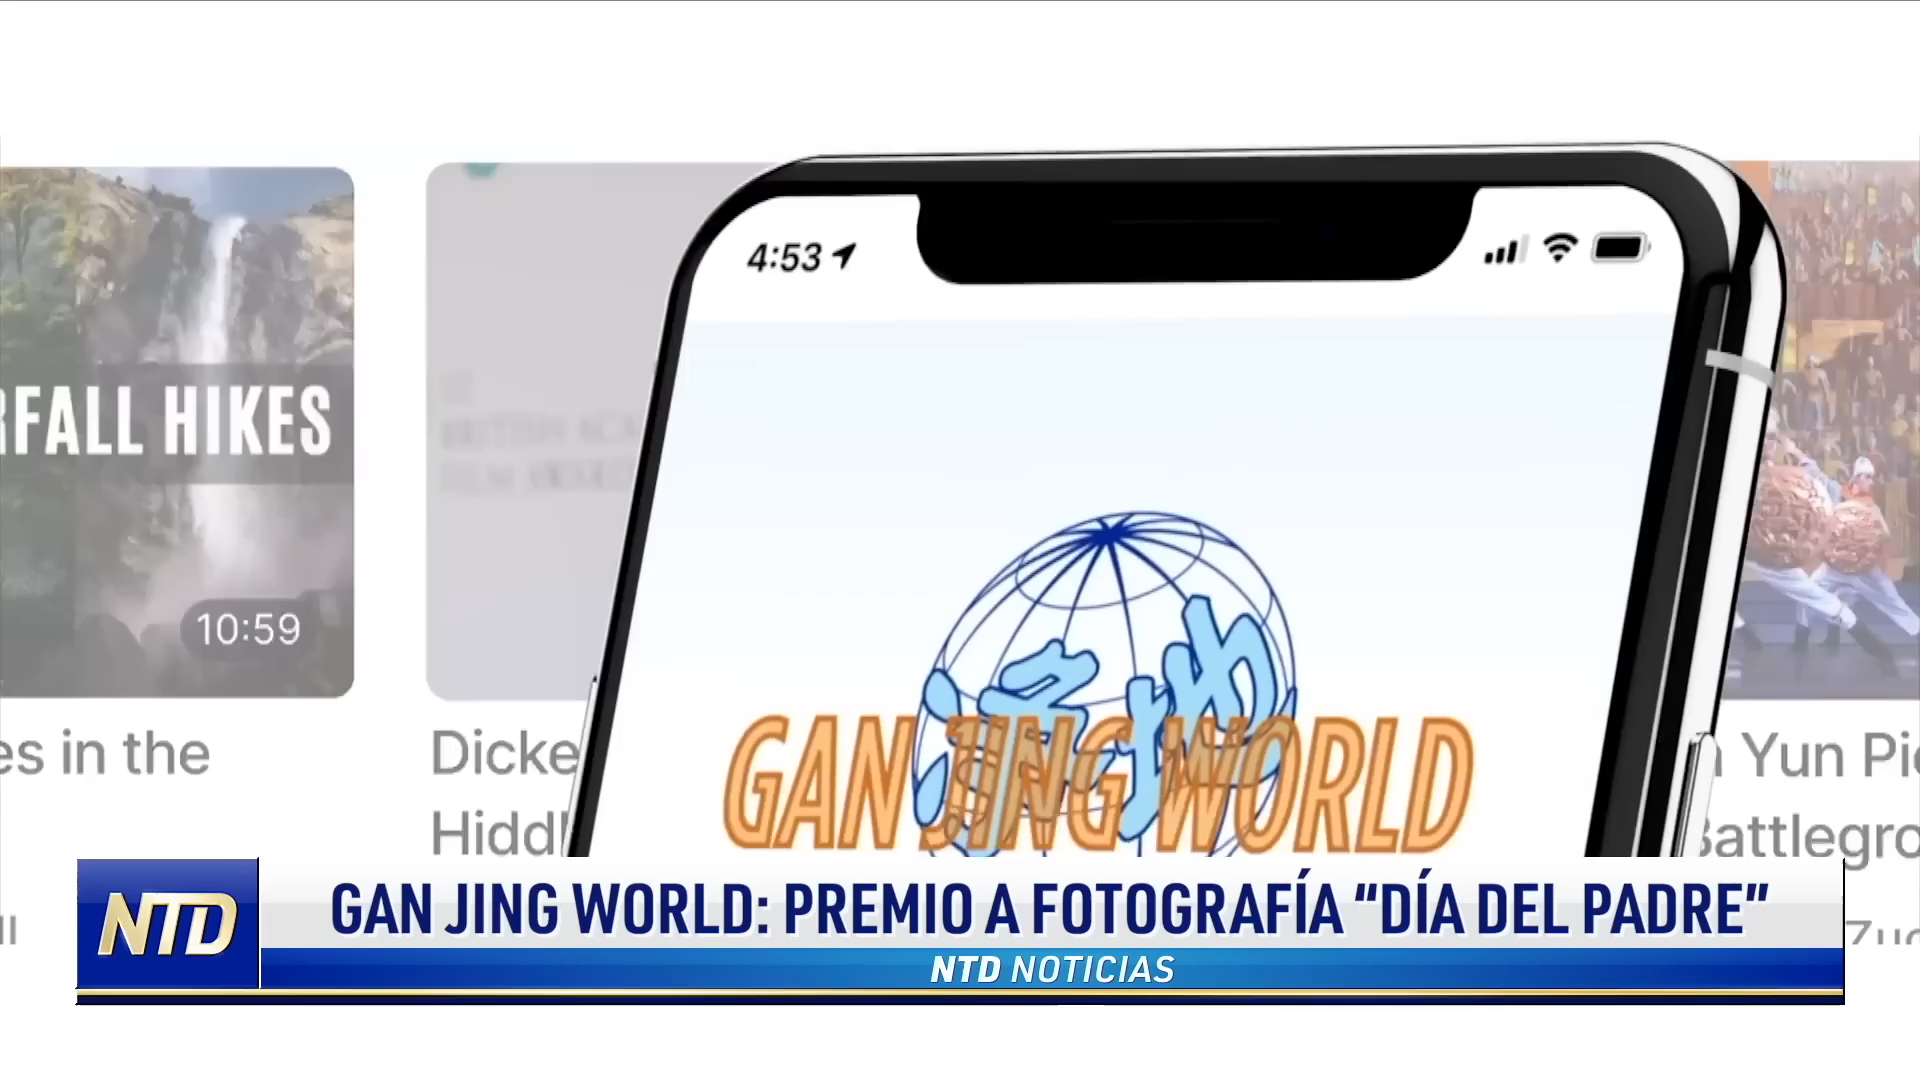 4:53
RFALL HIKES
10:59
es in the
Dicke
Hiddl
Yun Pi
Battlegro
GAN JING WORLD
GAN JING WORLD: PREMIO A FOTOGRAFÍA “DÍA DEL PADRE”
NTD
NTD NOTICIAS